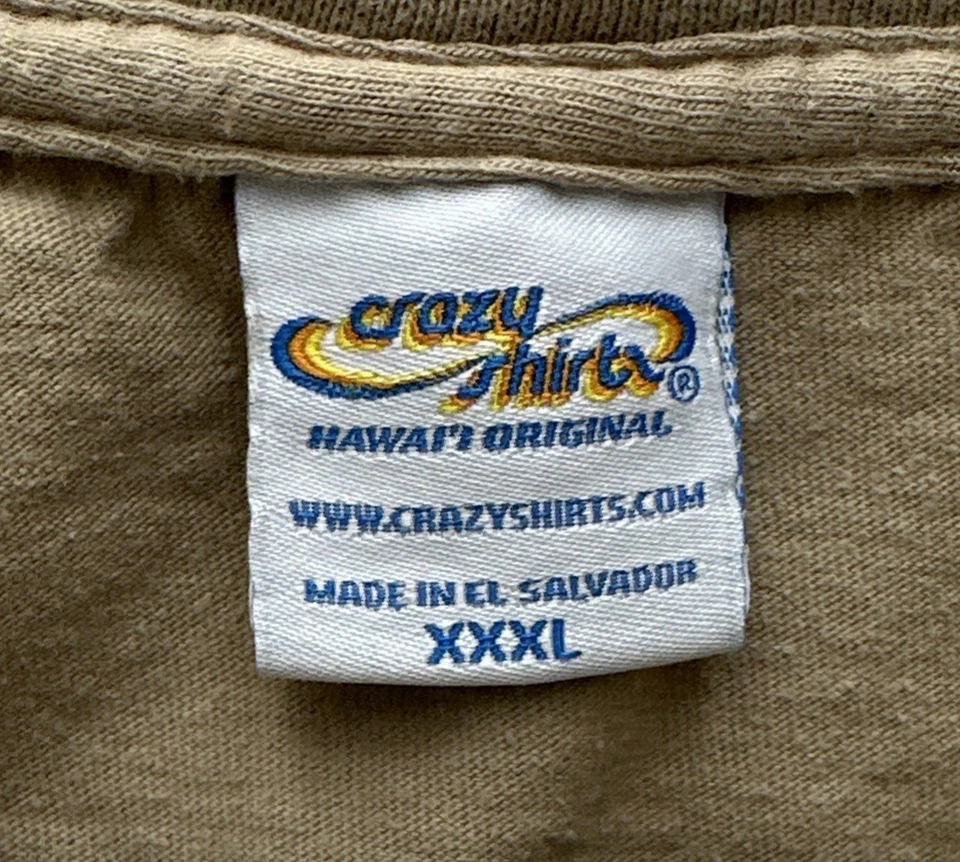 crazy
shirts®
HAWAI'I ORIGINAL
WWW.CRAZYSHIRTS.COM
MADE IN EL SALVADOR
XXXL